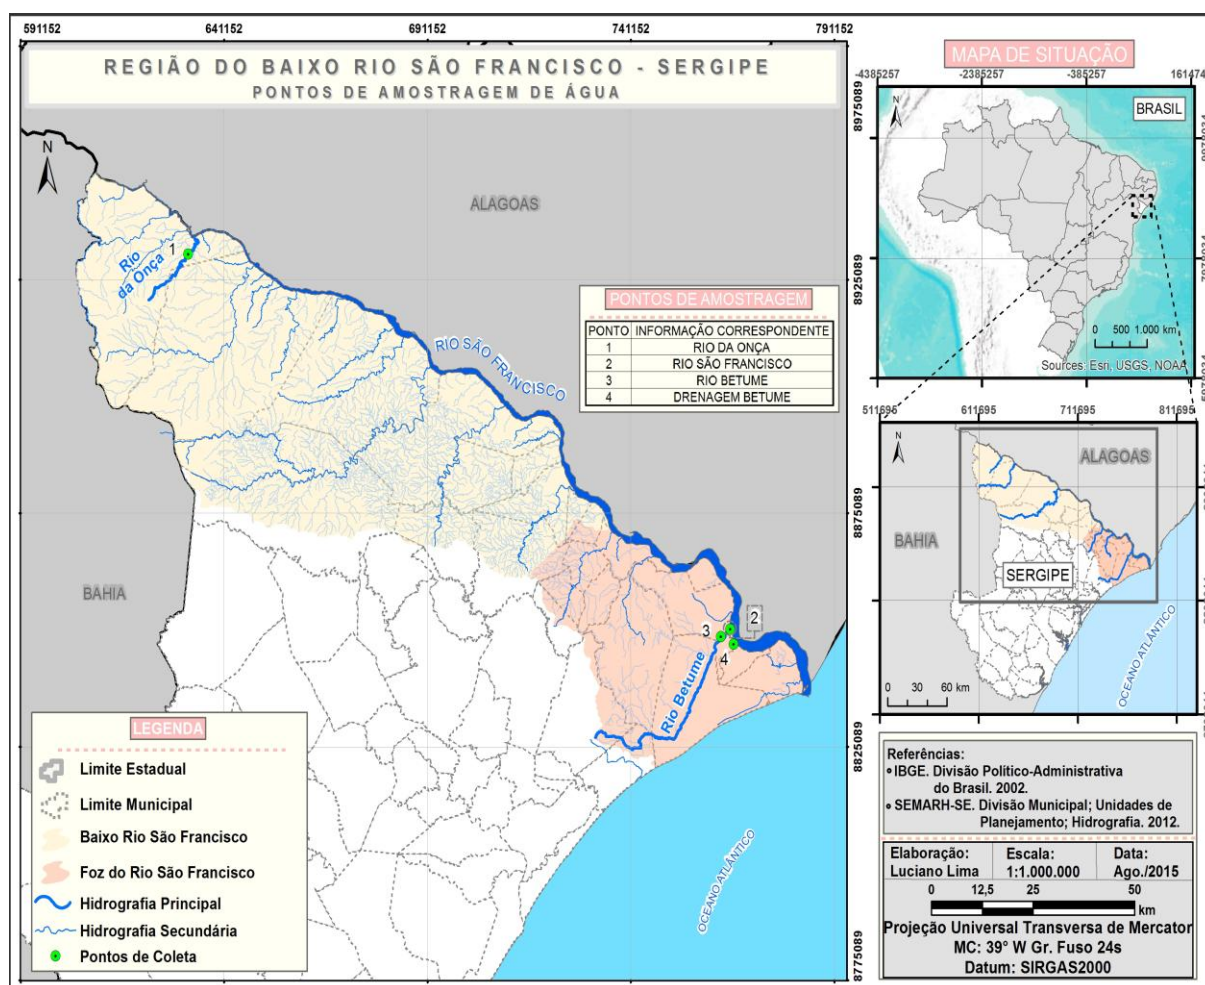 591152
641152
691152
741152
791152
REGIÃO DO BAIXO RIO SÃO FRANCISCO - SERGIPE
PONTOS DE AMOSTRAGEM DE ÁGUA
N
ALAGOAS
1
Rio
da Onça
RIO SÃO FRANCISCO
PONTOS DE AMOSTRAGEM
PONTO INFORMAÇÃO CORRESPONDENTE
1 RIO DA ONÇA
2 RIO SÃO FRANCISCO
3 RIO BETUME
4 DRENAGEM BETUME
BAHIA
2
3
4
Rio Betume
OCEANO ATLÂNTICO
LEGENDA
Limite Estadual
Limite Municipal
Baixo Rio São Francisco
Foz do Rio São Francisco
Hidrografia Principal
Hidrografia Secundária
Pontos de Coleta
8975089
8925089
8875089
8825089
8775089
MAPA DE SITUAÇÃO
-4385257
-2385257
-385257
161474
N
BRASIL
0 500 1.000 km
Sources: Esri, USGS, NOAA
511695
611695
711695
811695
N
ALAGOAS
BAHIA
SERGIPE
OCEANO ATLÂNTICO
0 30 60 km
Referências:
IBGE. Divisão Político-Administrativa
do Brasil. 2002.
SEMARH-SE. Divisão Municipal; Unidades de
Planejamento; Hidrografia. 2012.
Elaboração:
Luciano Lima
Escala:
1:1.000.000
Data:
Ago./2015
0 12,5 25 50
km
Projeção Universal Transversa de Mercator
MC: 39° W Gr. Fuso 24s
Datum: SIRGAS2000